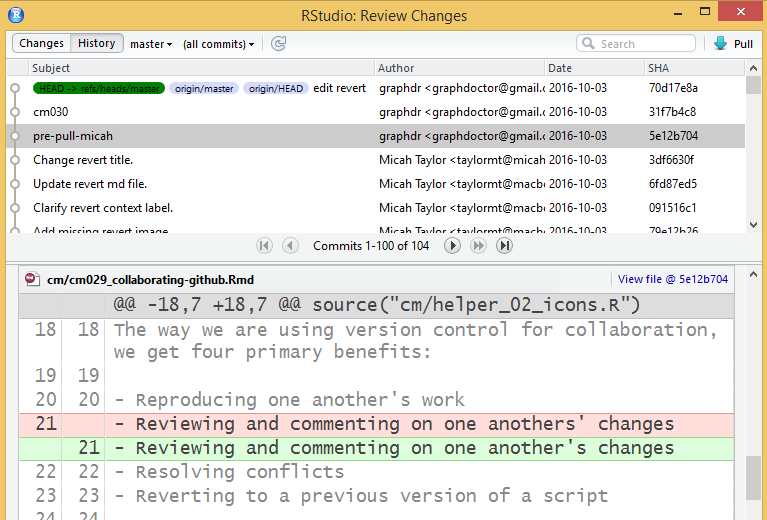 RStudio: Review Changes
Changes History master (all commits) Search Pull
Subject Author Date SHA
HEAD -> refs/heads/master origin/master origin/HEAD edit revert graphdr <graphdoctor@gmail.c 2016-10-03 70d17e8a
cm030 graphdr <graphdoctor@gmail.c 2016-10-03 31f7b4c8
pre-pull-micah graphdr <graphdoctor@gmail.c 2016-10-03 5e12b704
Change revert title. Micah Taylor <taylormt@micah 2016-10-03 3df6630f
Update revert md file. Micah Taylor <taylormt@macbo 2016-10-03 6fd87ed5
Clarify revert context label. Micah Taylor <taylormt@macbo 2016-10-03 091516c1
Add missing revert image Micah Taylor <taylormt@macbo 2016-10-03 79e12b26
Commits 1-100 of 104
cm/cm029_collaborating-github.Rmd View file @ 5e12b704
@@ -18,7 +18,7 @@ source("cm/helper_02_icons.R")
18 18 The way we are using version control for collaboration,
we get four primary benefits:
19 19
20 20 - Reproducing one another's work
21 - Reviewing and commenting on one anothers' changes
21 - Reviewing and commenting on one another's changes
22 22 - Resolving conflicts
23 23 - Reverting to a previous version of a script
24 24